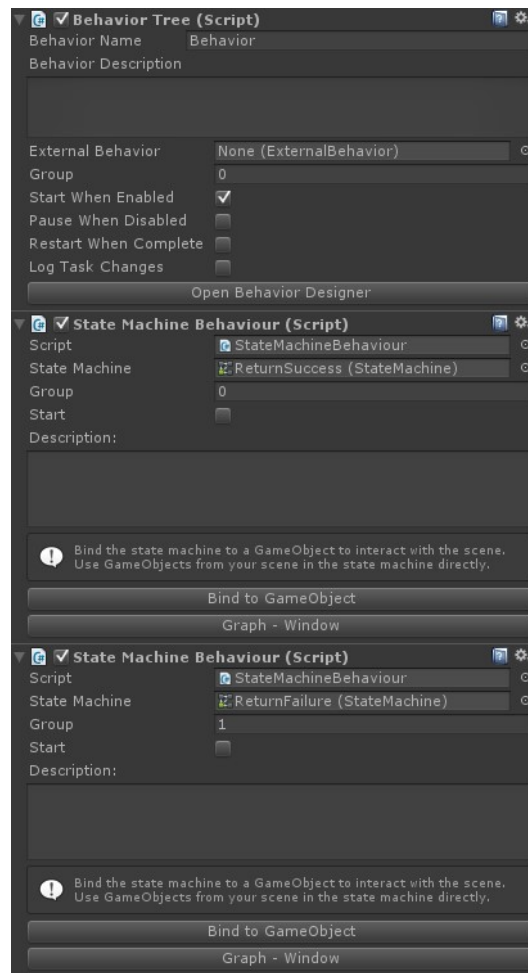 Behavior Tree (Script)
Behavior Name Behavior
Behavior Description
External Behavior None (ExternalBehavior)
Group 0
Start When Enabled
Pause When Disabled
Restart When Complete
Log Task Changes
Open Behavior Designer
State Machine Behaviour (Script)
Script StateMachineBehaviour
State Machine ReturnSuccess (StateMachine)
Group 0
Start
Description:
Bind the state machine to a GameObject to interact with the scene.
Use GameObjects from your scene in the state machine directly.
Bind to GameObject
Graph - Window
State Machine Behaviour (Script)
Script StateMachineBehaviour
State Machine ReturnFailure (StateMachine)
Group 1
Start
Description:
Bind the state machine to a GameObject to interact with the scene.
Use GameObjects from your scene in the state machine directly.
Bind to GameObject
Graph - Window